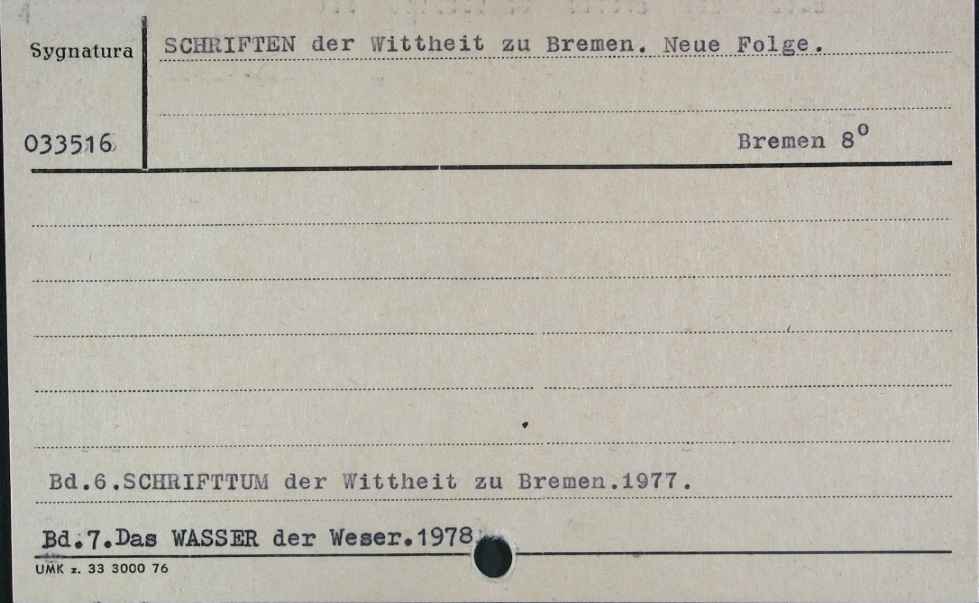 Sygnatura
SCHRIFTEN der Wittheit zu Bremen. Neue Folge.
033516
Bremen 8º
Bd.6.SCHRIFTTUM der Wittheit zu Bremen.1977.
Bd.7.Das WASSER der Weser.1978
UMK z. 33 3000 76